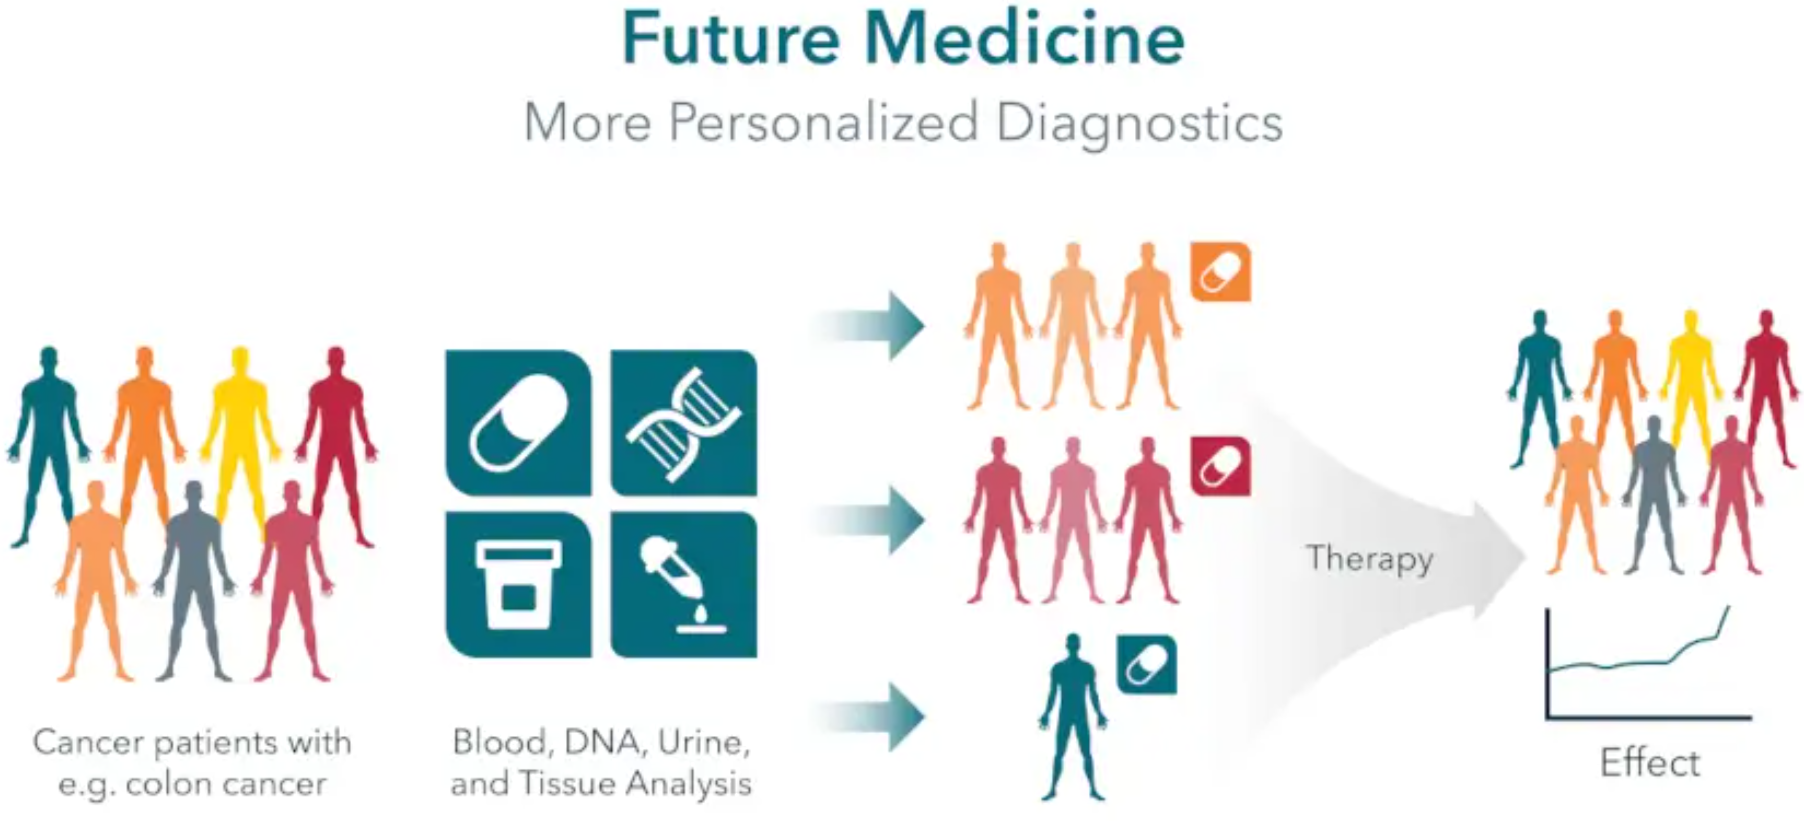 Future Medicine
More Personalized Diagnostics
Cancer patients with
e.g. colon cancer
Blood, DNA, Urine,
and Tissue Analysis
Therapy
Effect